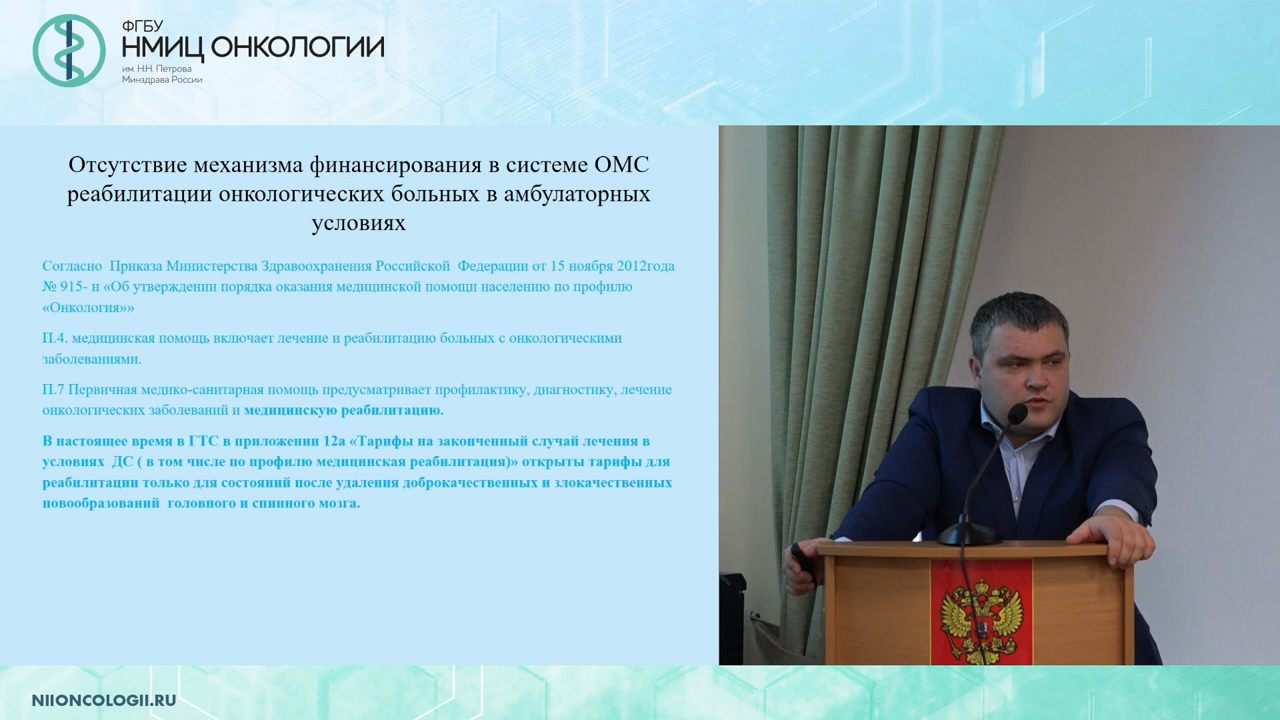 ФГБУ
НМИЦ ОНКОЛОГИИ
им. Н.Н. Петрова
Минздрава России
Отсутствие механизма финансирования в системе ОМС
реабилитации онкологических больных в амбулаторных
условиях
Согласно Приказа Министерства Здравоохранения Российской Федерации от 15 ноября 2012года
№ 915- н «Об утверждении порядка оказания медицинской помощи населению по профилю
«Онкология»»
П.4. медицинская помощь включает лечение и реабилитацию больных с онкологическими
заболеваниями.
П.7 Первичная медико-санитарная помощь предусматривает профилактику, диагностику, лечение
онкологических заболеваний и медицинскую реабилитацию.
В настоящее время в ГТС в приложении 12а «Тарифы на законченный случай лечения в
условиях ДС ( в том числе по профилю медицинская реабилитация)» открыты тарифы для
реабилитации только для состояний после удаления доброкачественных и злокачественных
новообразований головного и спинного мозга.
NIIONCOLOGII.RU